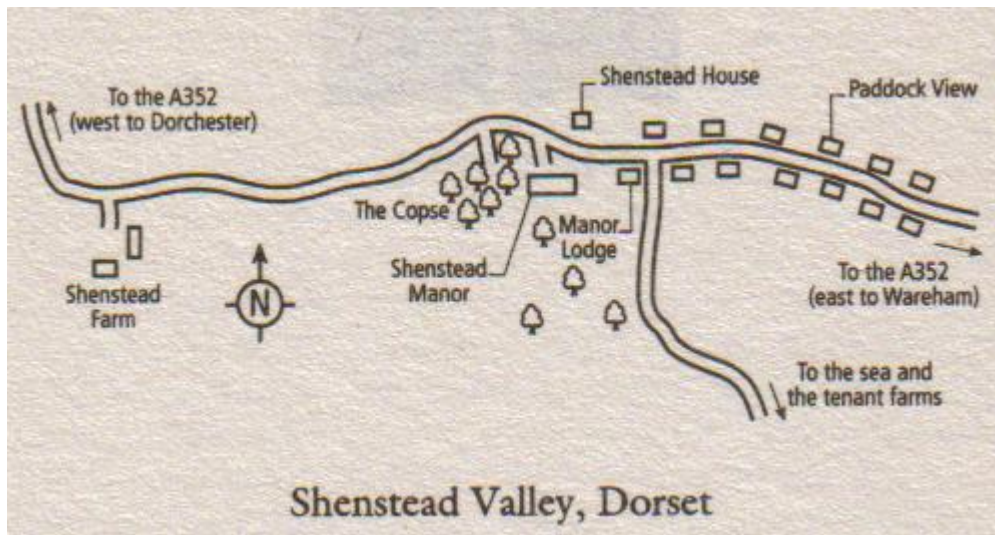 Shenstead House
To the A352
(west to Dorchester)
Paddock View
The Copse
Manor
Lodge
Shenstead
Manor
Shenstead
Farm
N
To the A352
(east to Wareham)
To the sea and
the tenant farms
Shenstead Valley, Dorset